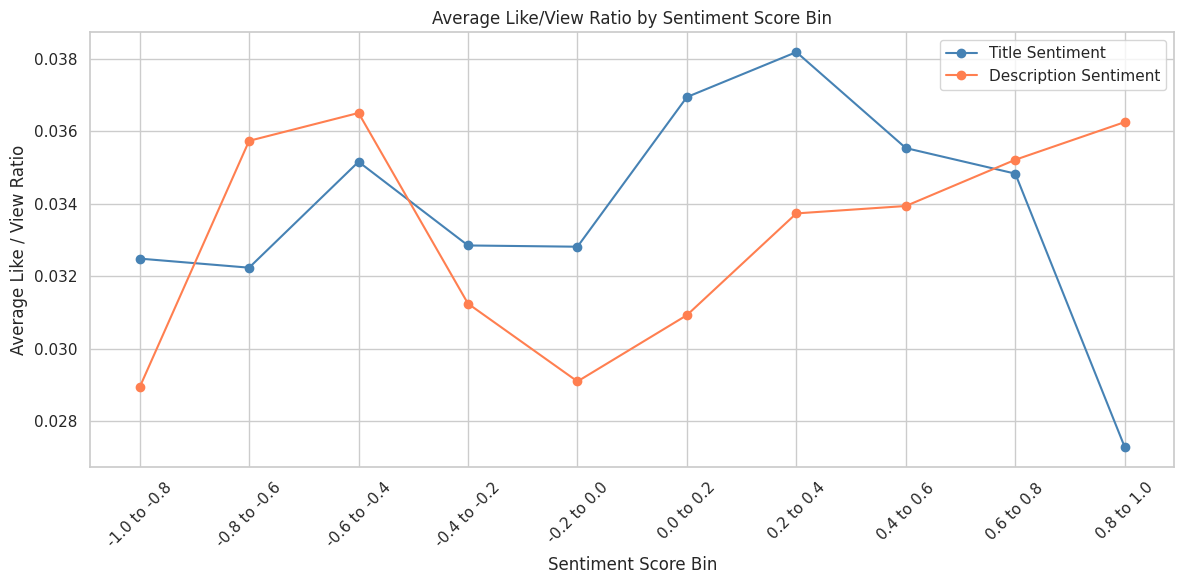 Average Like/View Ratio by Sentiment Score Bin
Title Sentiment
Description Sentiment
Average Like / View Ratio
0.038
0.036
0.034
0.032
0.030
0.028
-1.0 to -0.8
-0.8 to -0.6
-0.6 to -0.4
-0.4 to -0.2
-0.2 to 0.0
0.0 to 0.2
0.2 to 0.4
0.4 to 0.6
0.6 to 0.8
0.8 to 1.0
Sentiment Score Bin